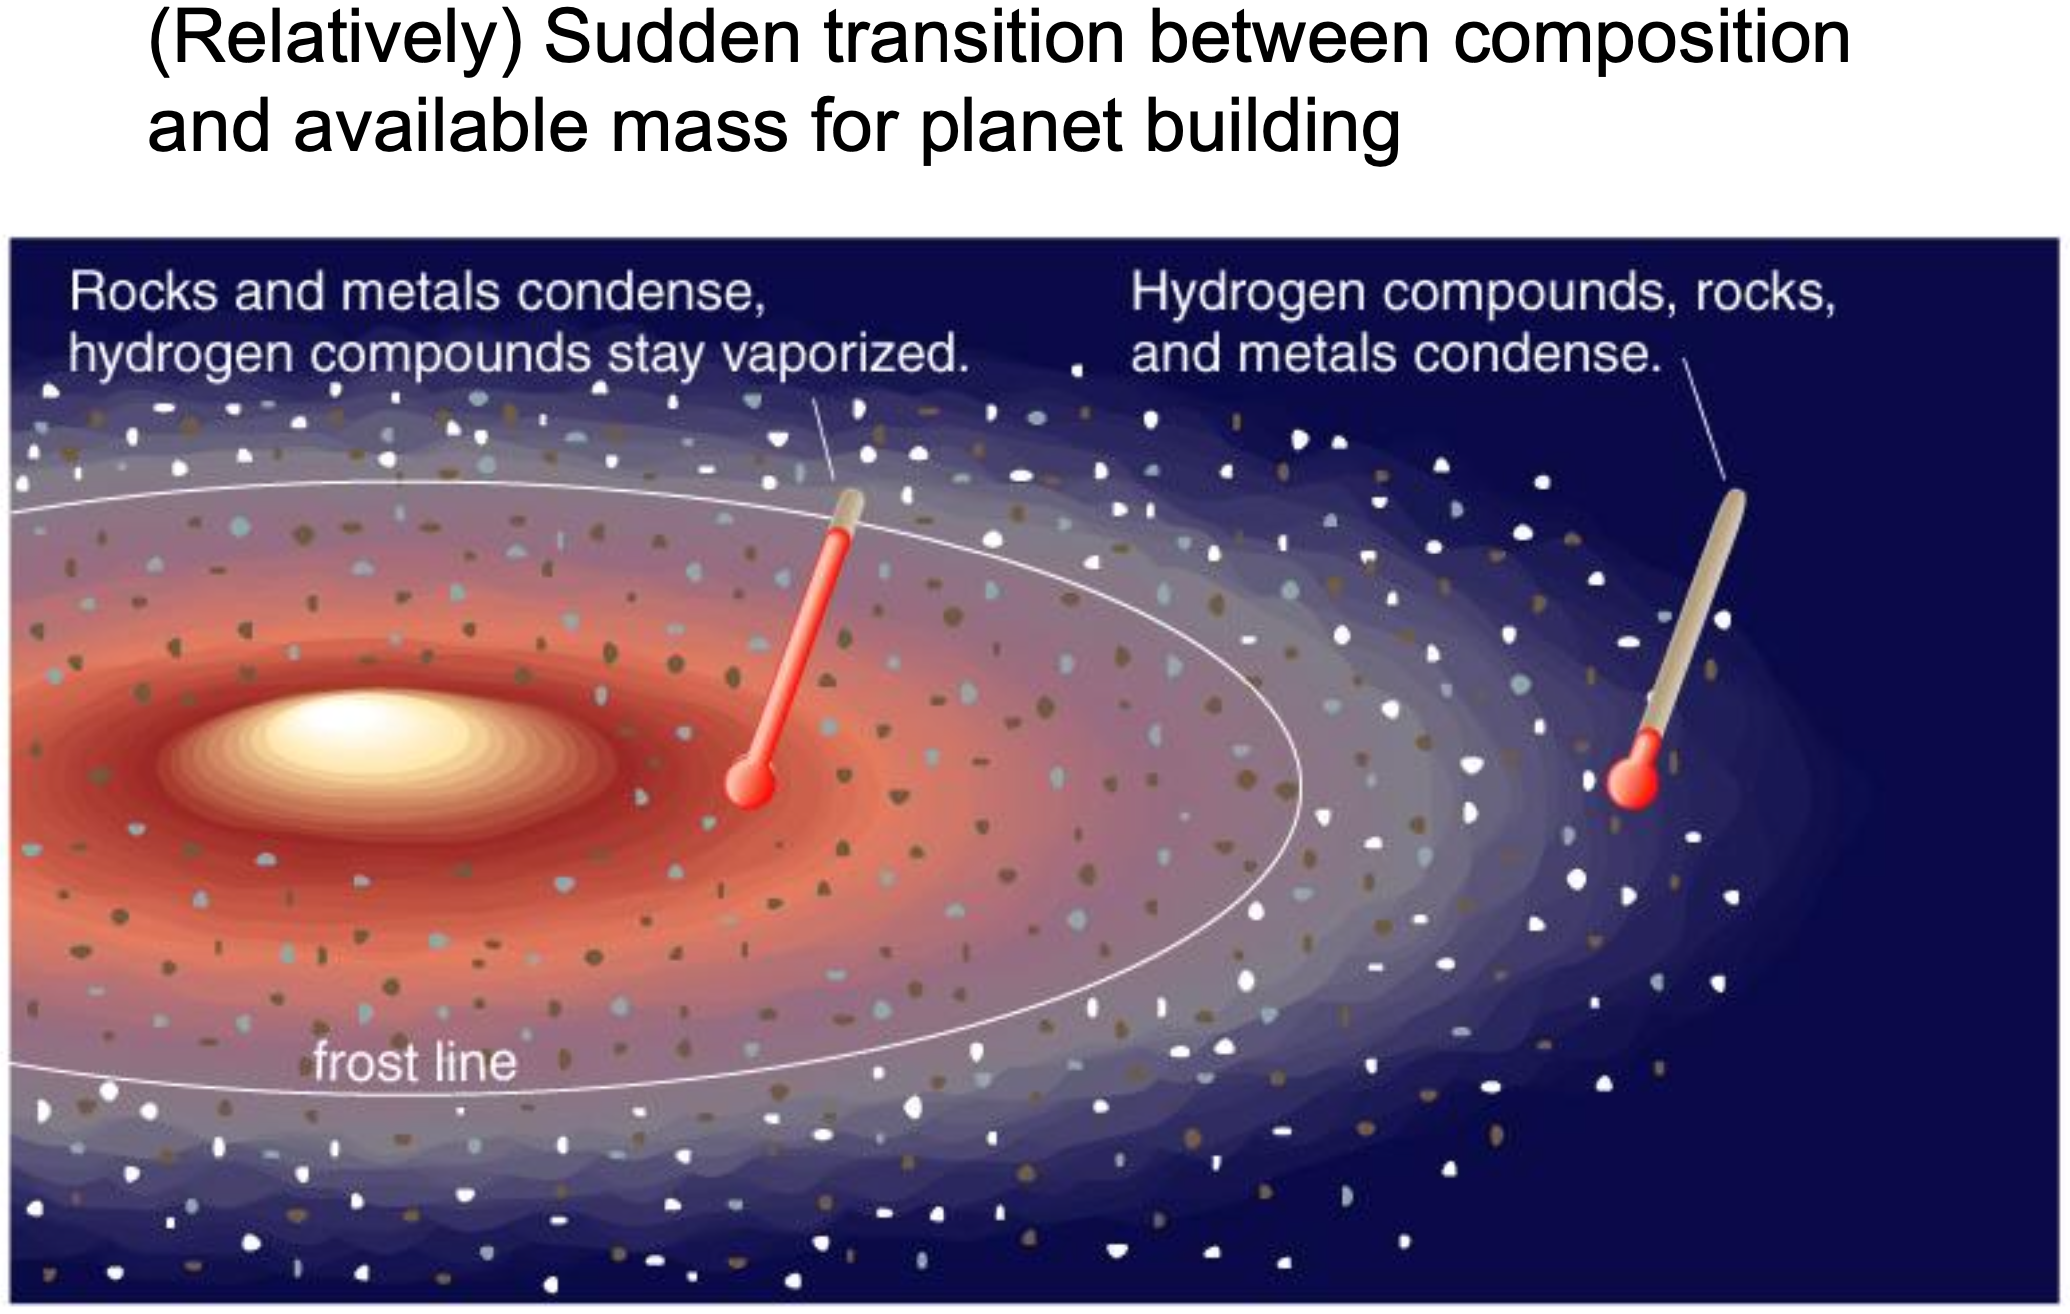 (Relatively) Sudden transition between composition
and available mass for planet building
Rocks and metals condense,
hydrogen compounds stay vaporized.
Hydrogen compounds, rocks,
and metals condense.
frost line